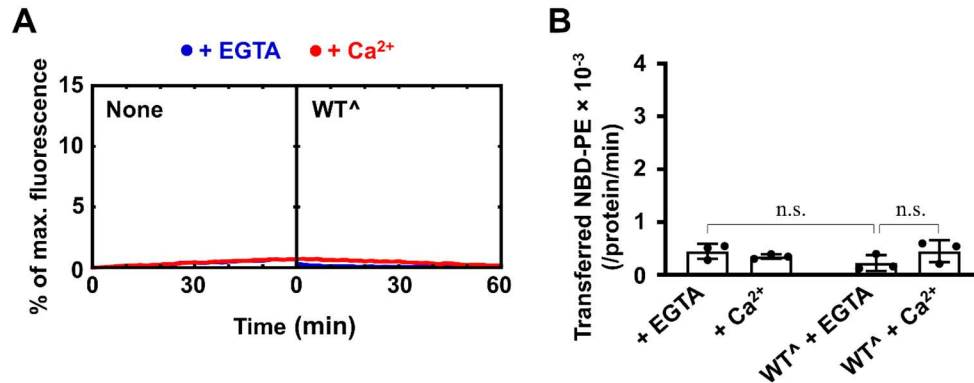 A
● + EGTA ● + Ca²⁺
% of max. fluorescence
15
10
5
0
None
WT^
0 30 0 30 60
Time (min)
B
Transferred NBD-PE × 10⁻³
(/protein/min)
4
3
2
1
0
n.s.
n.s.
+ EGTA
+ Ca²⁺
WT^ + EGTA
WT^ + Ca²⁺